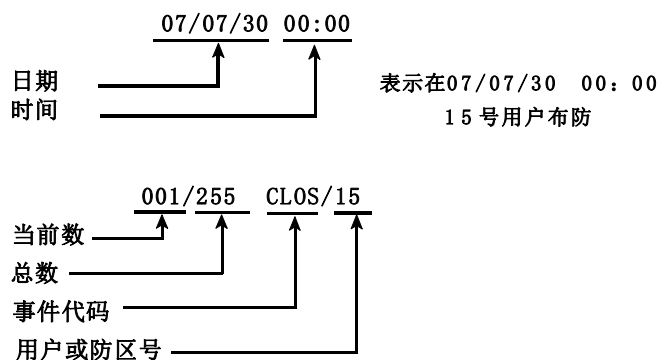 07/07/30 00:00
日期
时间
表示在07/07/30 00：00
15号用户布防
001/255 CLOS/15
当前数
总数
事件代码
用户或防区号